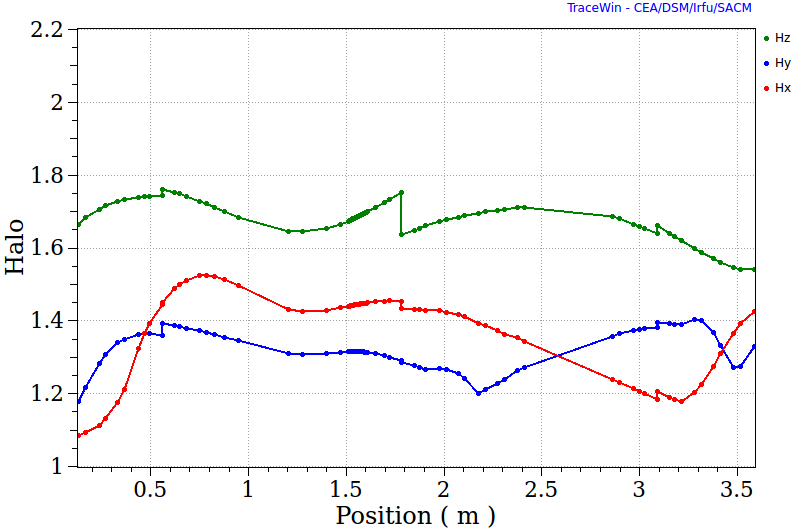 TraceWin - CEA/DSM/Irfu/SACM
Hz
Hy
Hx
2.2
2
1.8
1.6
1.4
1.2
1
Halo
0.5 1 1.5 2 2.5 3 3.5
Position ( m )